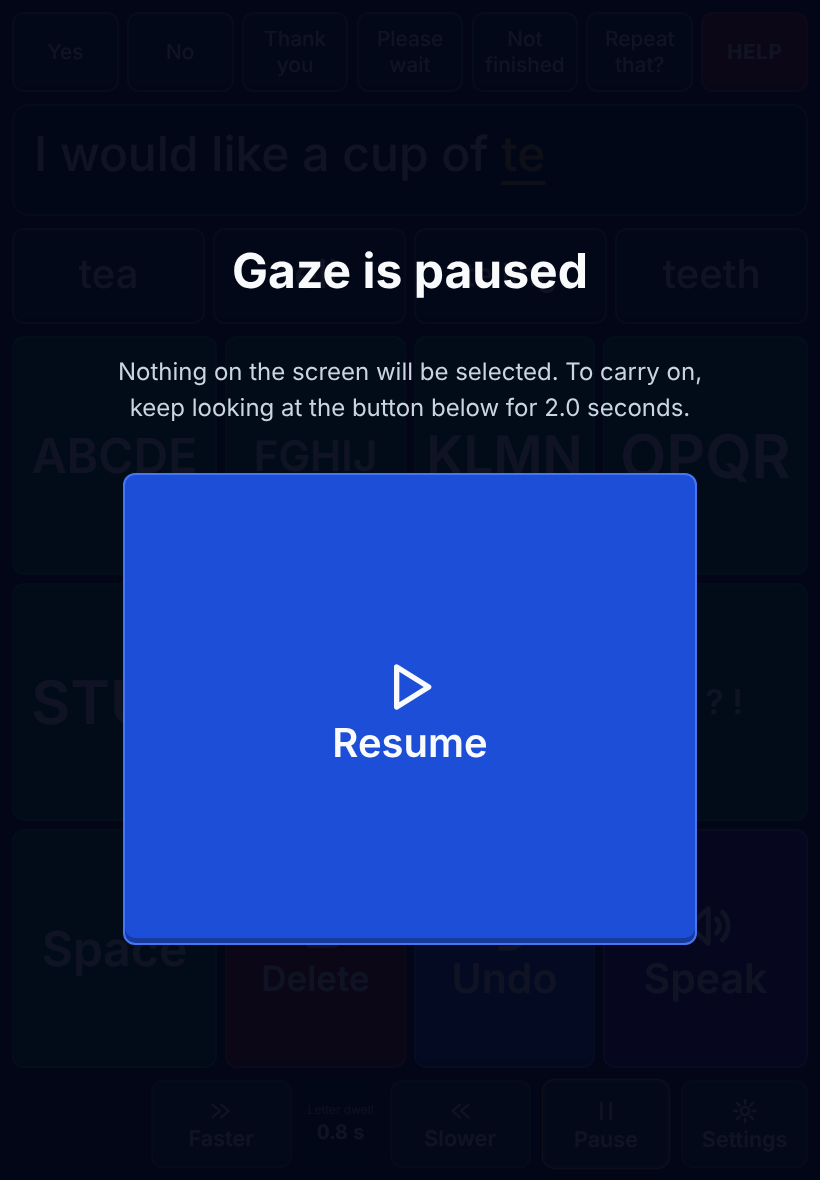 Yes
No
Thank
you
Please
wait
Not
finished
Repeat
that?
HELP
I would like a cup of te
tea
teeth
Gaze is paused
Nothing on the screen will be selected. To carry on,
keep looking at the button below for 2.0 seconds.
ABCDE
FGHIJ
KLMN
OPQR
STU
? !
Resume
Space
Delete
Undo
Speak
Faster
Letter dwell
0.8 s
Slower
Pause
Settings